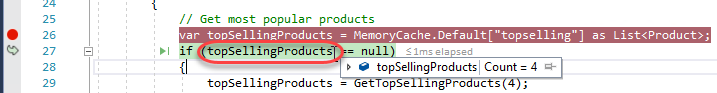 24 {
25 // Get most popular products
26 var topSellingProducts = MemoryCache.Default["topselling"] as List<Product>;
27 if (topSellingProducts == null) ≤1ms elapsed
28 { topSellingProducts Count = 4
29 topSellingProducts = GetTopSellingProducts(4);